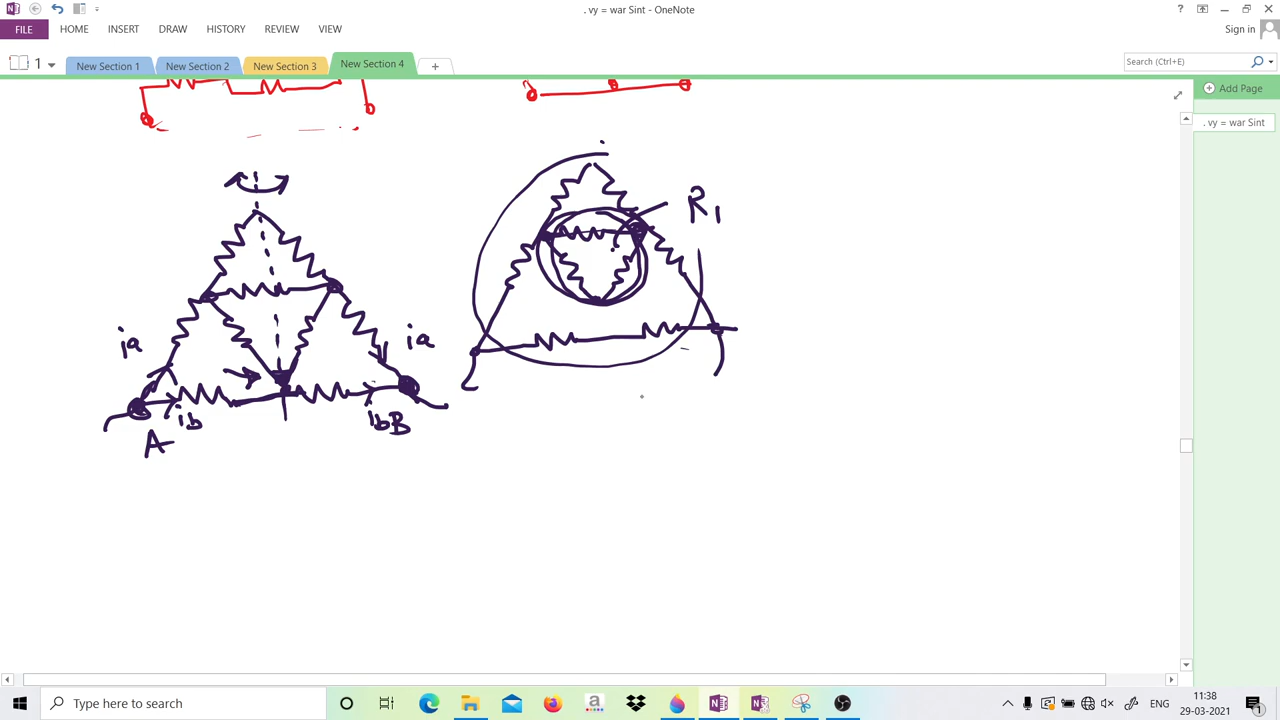 . vy = war Sint - OneNote
Sign in
FILE HOME INSERT DRAW HISTORY REVIEW VIEW
1 New Section 1 New Section 2 New Section 3 New Section 4 +
Search (Ctrl+E)
Add Page
. vy = war Sint
i
R1
ia ia
ib ib B
A
Type here to search
a
ENG
11:38
29-03-2021
1